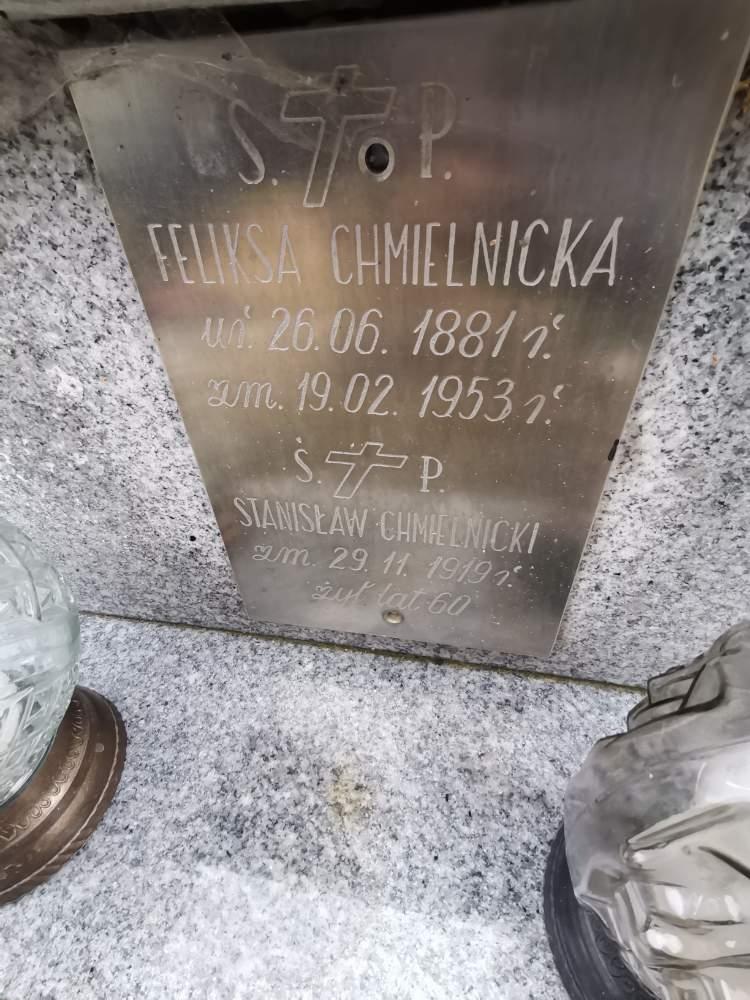 Ś. P.
FELIKSA CHMIELNICKA
ur. 26.06. 1881 r.
zm. 19.02. 1953 r.
Ś. P.
STANISŁAW CHMIELNICKI
zm. 29.11. 1919 r.
żył lat 60